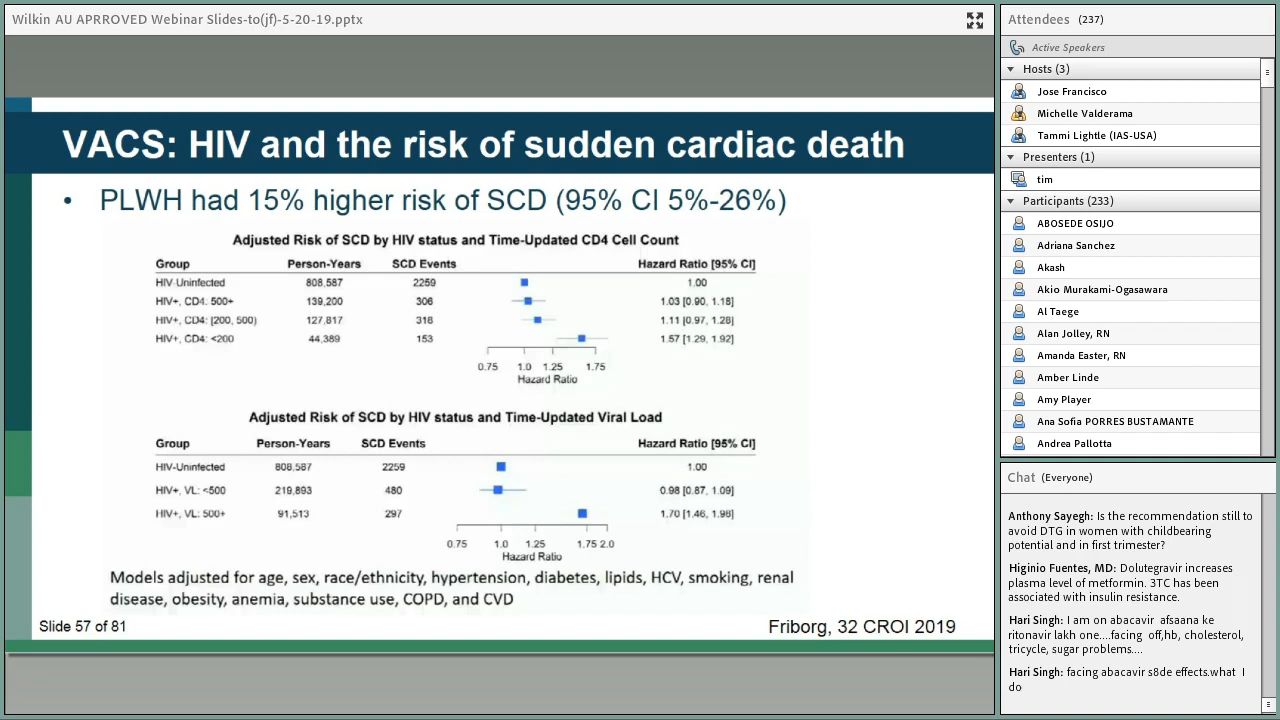 Wilkin AU APRROVED Webinar Slides-to(jf)-5-20-19.pptx
VACS: HIV and the risk of sudden cardiac death
• PLWH had 15% higher risk of SCD (95% CI 5%-26%)
Adjusted Risk of SCD by HIV status and Time-Updated CD4 Cell Count
Group Person-Years SCD Events Hazard Ratio [95% CI]
HIV-Uninfected 808,587 2259 1.00
HIV+, CD4: 500+ 139,200 306 1.03 [0.90, 1.18]
HIV+, CD4: [200, 500) 127,817 318 1.11 [0.97, 1.28]
HIV+, CD4: <200 44,389 153 1.57 [1.29, 1.92]
0.75 1.0 1.25 1.75
Hazard Ratio
Adjusted Risk of SCD by HIV status and Time-Updated Viral Load
Group Person-Years SCD Events Hazard Ratio [95% CI]
HIV-Uninfected 808,587 2259 1.00
HIV+, VL: <500 219,893 480 0.98 [0.87, 1.09]
HIV+, VL: 500+ 91,513 297 1.70 [1.46, 1.98]
0.75 1.0 1.25 1.75 2.0
Hazard Ratio
Models adjusted for age, sex, race/ethnicity, hypertension, diabetes, lipids, HCV, smoking, renal
disease, obesity, anemia, substance use, COPD, and CVD
Slide 57 of 81
Friborg, 32 CROI 2019
Attendees (237)
Active Speakers
Hosts (3)
Jose Francisco
Michelle Valderama
Tammi Lightle (IAS-USA)
Presenters (1)
tim
Participants (233)
ABOSEDE OSIJO
Adriana Sanchez
Akash
Akio Murakami-Ogasawara
Al Taege
Alan Jolley, RN
Amanda Easter, RN
Amber Linde
Amy Player
Ana Sofia PORRES BUSTAMANTE
Andrea Pallotta
Chat (Everyone)
Anthony Sayegh: Is the recommendation still to
avoid DTG in women with childbearing
potential and in first trimester?
Higinio Fuentes, MD: Dolutegravir increases
plasma level of metformin. 3TC has been
associated with insulin resistance.
Hari Singh: I am on abacavir afsaana ke
ritonavir lakh one....facing off,hb, cholesterol,
tricycle, sugar problems....
Hari Singh: facing abacavir s8de effects.what I
do